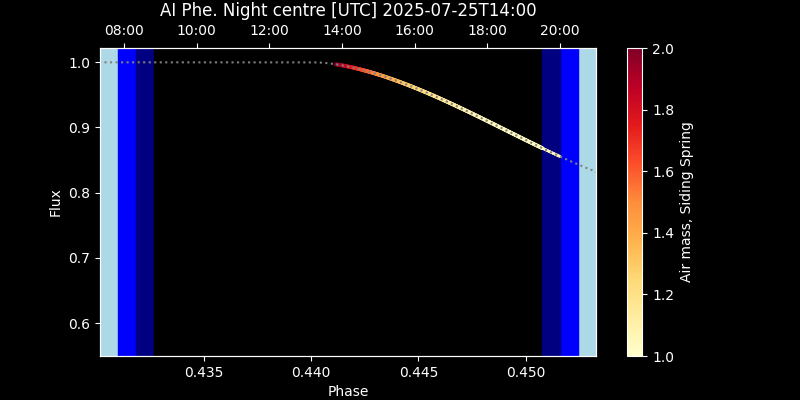 AI Phe. Night centre [UTC] 2025-07-25T14:00
08:00 10:00 12:00 14:00 16:00 18:00 20:00
1.0
0.9
0.8
0.7
0.6
Flux
0.435 0.440 0.445 0.450
Phase
2.0
1.8
1.6
1.4
1.2
1.0
Air mass, Siding Spring